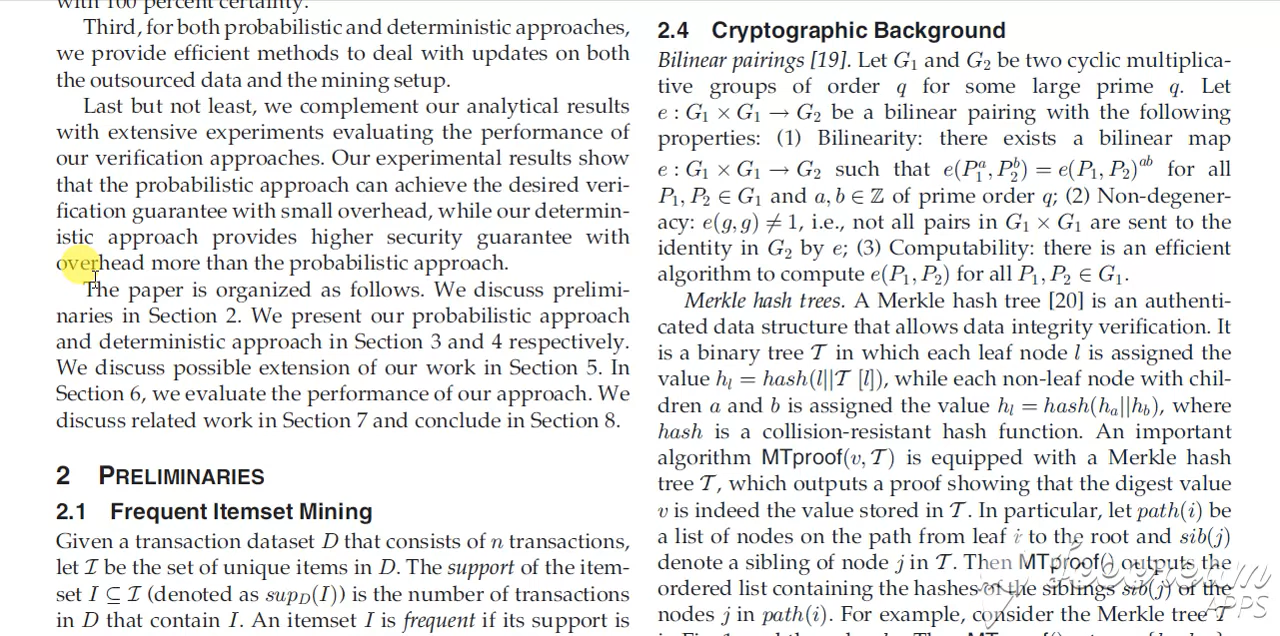 with 100 percent certainty.
Third, for both probabilistic and deterministic approaches,
we provide efficient methods to deal with updates on both
the outsourced data and the mining setup.
Last but not least, we complement our analytical results
with extensive experiments evaluating the performance of
our verification approaches. Our experimental results show
that the probabilistic approach can achieve the desired veri-
fication guarantee with small overhead, while our determin-
istic approach provides higher security guarantee with
overhead more than the probabilistic approach.
The paper is organized as follows. We discuss prelimi-
naries in Section 2. We present our probabilistic approach
and deterministic approach in Section 3 and 4 respectively.
We discuss possible extension of our work in Section 5. In
Section 6, we evaluate the performance of our approach. We
discuss related work in Section 7 and conclude in Section 8.
2 PRELIMINARIES
2.1 Frequent Itemset Mining
Given a transaction dataset D that consists of n transactions,
let I be the set of unique items in D. The support of the item-
set I ⊆ I (denoted as sup_D(I)) is the number of transactions
in D that contain I. An itemset I is frequent if its support is
2.4 Cryptographic Background
Bilinear pairings [19]. Let G₁ and G₂ be two cyclic multiplica-
tive groups of order q for some large prime q. Let
e : G₁ × G₁ → G₂ be a bilinear pairing with the following
properties: (1) Bilinearity: there exists a bilinear map
e : G₁ × G₁ → G₂ such that e(P₁ᵃ, P₂ᵇ) = e(P₁, P₂)ᵃᵇ for all
P₁, P₂ ∈ G₁ and a, b ∈ ℤ of prime order q; (2) Non-degener-
acy: e(g, g) ≠ 1, i.e., not all pairs in G₁ × G₁ are sent to the
identity in G₂ by e; (3) Computability: there is an efficient
algorithm to compute e(P₁, P₂) for all P₁, P₂ ∈ G₁.
Merkle hash trees. A Merkle hash tree [20] is an authenti-
cated data structure that allows data integrity verification. It
is a binary tree T in which each leaf node l is assigned the
value h_l = hash(l||T [l]), while each non-leaf node with chil-
dren a and b is assigned the value h_l = hash(h_a||h_b), where
hash is a collision-resistant hash function. An important
algorithm MTproof(v, T) is equipped with a Merkle hash
tree T, which outputs a proof showing that the digest value
v is indeed the value stored in T. In particular, let path(i) be
a list of nodes on the path from leaf i to the root and sib(j)
denote a sibling of node j in T. Then MTproof() outputs the
ordered list containing the hashes of the siblings sib(j) of the
nodes j in path(i). For example, consider the Merkle tree T
APPS